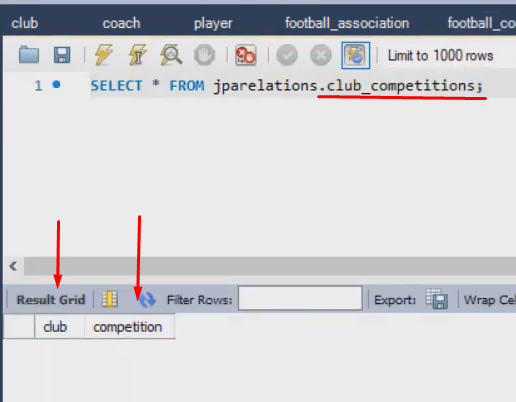 club coach player football_association football_co
Limit to 1000 rows
1 SELECT * FROM jparelations.club_competitions;
Result Grid Filter Rows: Export: Wrap Cel
club competition